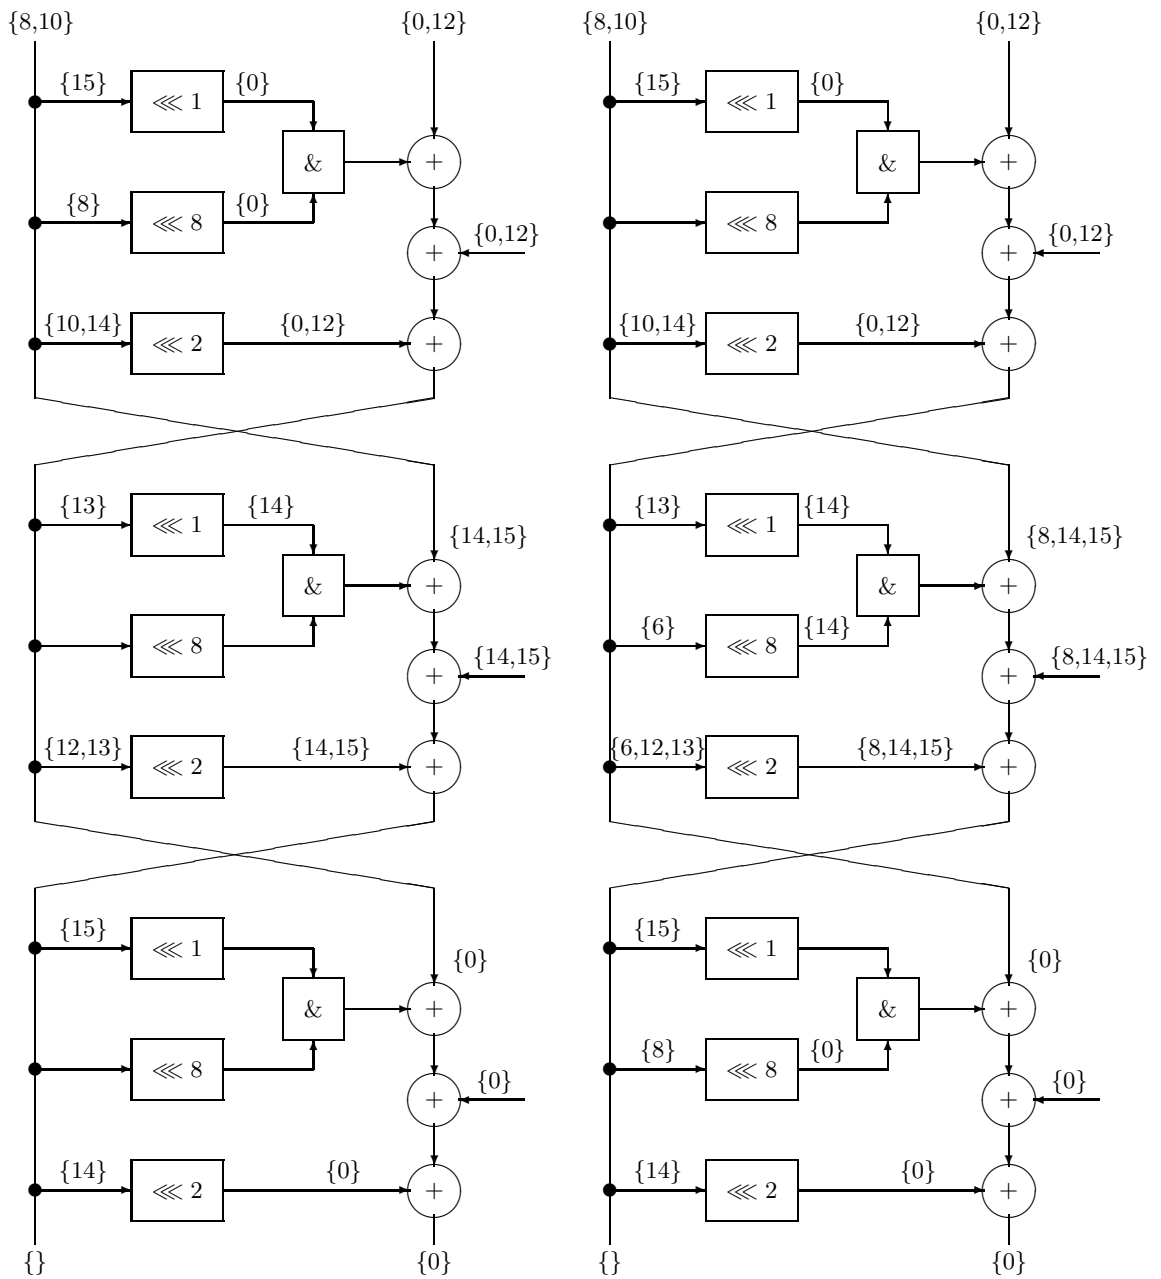 {8,10} {0,12} {8,10} {0,12}
{15} ⋘ 1 {0} {15} ⋘ 1 {0}
& + & +
{8} ⋘ 8 {0} ⋘ 8
+ {0,12} + {0,12}
{10,14} ⋘ 2 {0,12} + {10,14} ⋘ 2 {0,12} +
{13} ⋘ 1 {14} {14,15} {13} ⋘ 1 {14} {8,14,15}
& + & +
⋘ 8 {6} ⋘ 8 {14}
+ {14,15} + {8,14,15}
{12,13} ⋘ 2 {14,15} + {6,12,13} ⋘ 2 {8,14,15} +
{15} ⋘ 1 {0} {15} ⋘ 1 {0}
& + & +
⋘ 8 {8} ⋘ 8 {0}
+ {0} + {0}
{14} ⋘ 2 {0} + {14} ⋘ 2 {0} +
{} {0} {} {0}